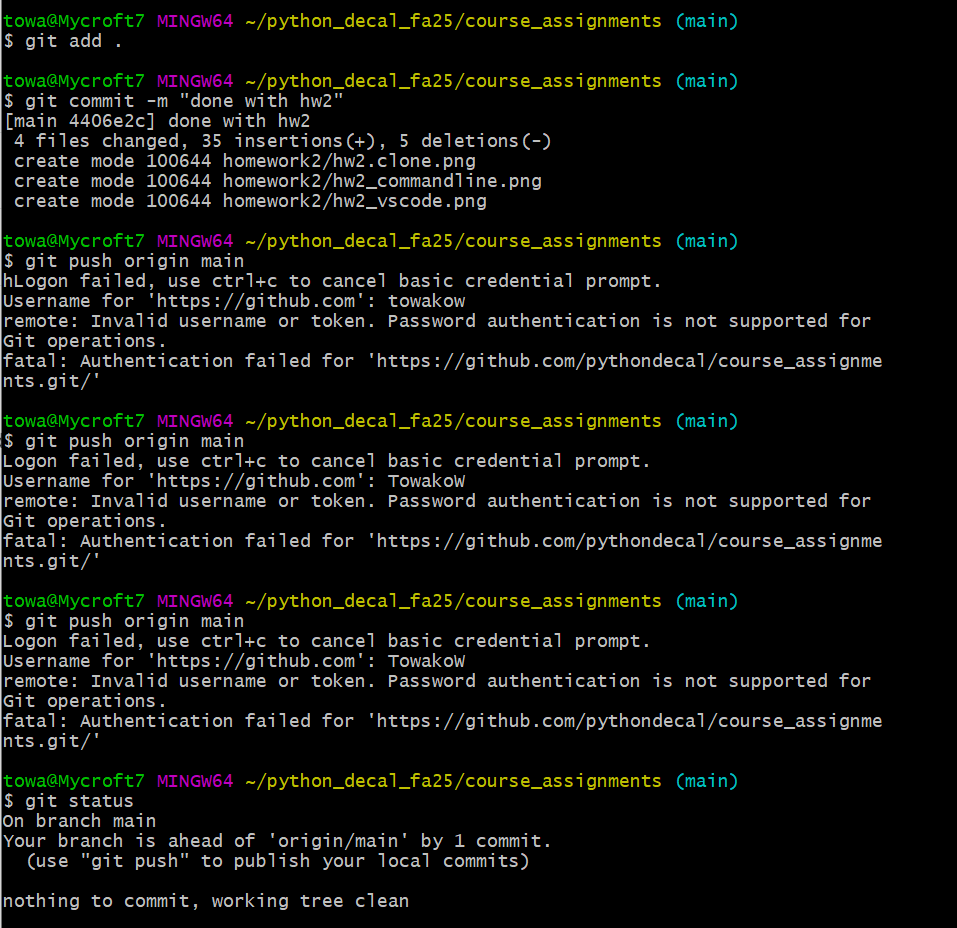 towa@Mycroft7 MINGW64 ~/python_decal_fa25/course_assignments (main)
$ git add .
towa@Mycroft7 MINGW64 ~/python_decal_fa25/course_assignments (main)
$ git commit -m "done with hw2"
[main 4406e2c] done with hw2
 4 files changed, 35 insertions(+), 5 deletions(-)
 create mode 100644 homework2/hw2.clone.png
 create mode 100644 homework2/hw2_commandline.png
 create mode 100644 homework2/hw2_vscode.png
towa@Mycroft7 MINGW64 ~/python_decal_fa25/course_assignments (main)
$ git push origin main
hLogon failed, use ctrl+c to cancel basic credential prompt.
Username for 'https://github.com': towakow
remote: Invalid username or token. Password authentication is not supported for
Git operations.
fatal: Authentication failed for 'https://github.com/pythondecal/course_assignme
nts.git/'
towa@Mycroft7 MINGW64 ~/python_decal_fa25/course_assignments (main)
$ git push origin main
Logon failed, use ctrl+c to cancel basic credential prompt.
Username for 'https://github.com': TowakoW
remote: Invalid username or token. Password authentication is not supported for
Git operations.
fatal: Authentication failed for 'https://github.com/pythondecal/course_assignme
nts.git/'
towa@Mycroft7 MINGW64 ~/python_decal_fa25/course_assignments (main)
$ git push origin main
Logon failed, use ctrl+c to cancel basic credential prompt.
Username for 'https://github.com': TowakoW
remote: Invalid username or token. Password authentication is not supported for
Git operations.
fatal: Authentication failed for 'https://github.com/pythondecal/course_assignme
nts.git/'
towa@Mycroft7 MINGW64 ~/python_decal_fa25/course_assignments (main)
$ git status
On branch main
Your branch is ahead of 'origin/main' by 1 commit.
  (use "git push" to publish your local commits)
nothing to commit, working tree clean